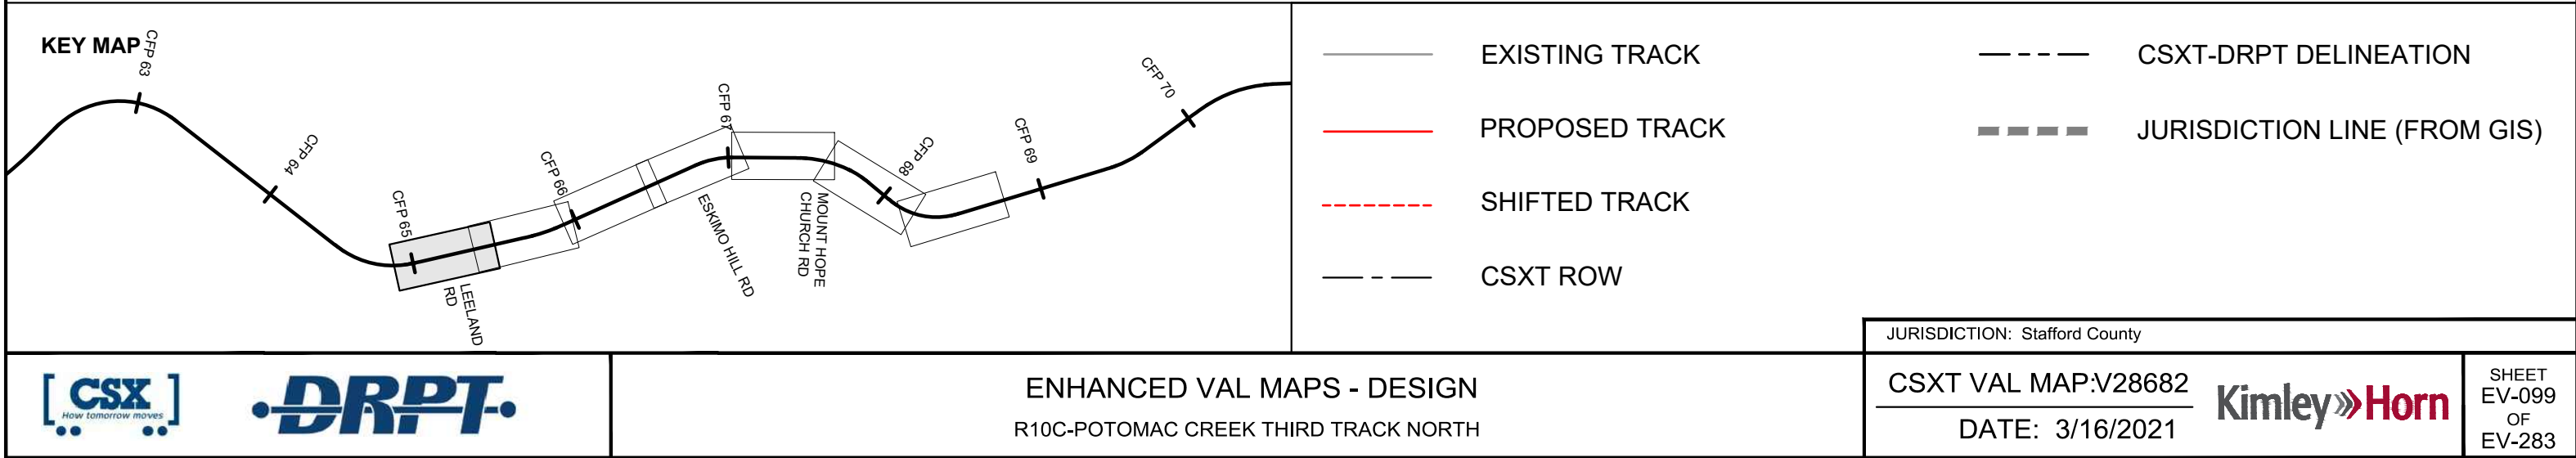 KEY MAP
CFP 63
CFP 64
CFP 65
LEELAND
RD
CFP 66
CFP 67
ESKIMO HILL RD
MOUNT HOPE
CHURCH RD
CFP 68
CFP 69
CFP 70
EXISTING TRACK
PROPOSED TRACK
SHIFTED TRACK
CSXT ROW
CSXT-DRPT DELINEATION
JURISDICTION LINE (FROM GIS)
JURISDICTION: Stafford County
[CSX]
How tomorrow moves
DRPT
ENHANCED VAL MAPS - DESIGN
R10C-POTOMAC CREEK THIRD TRACK NORTH
CSXT VAL MAP:V28682
DATE: 3/16/2021
Kimley»Horn
SHEET
EV-099
OF
EV-283